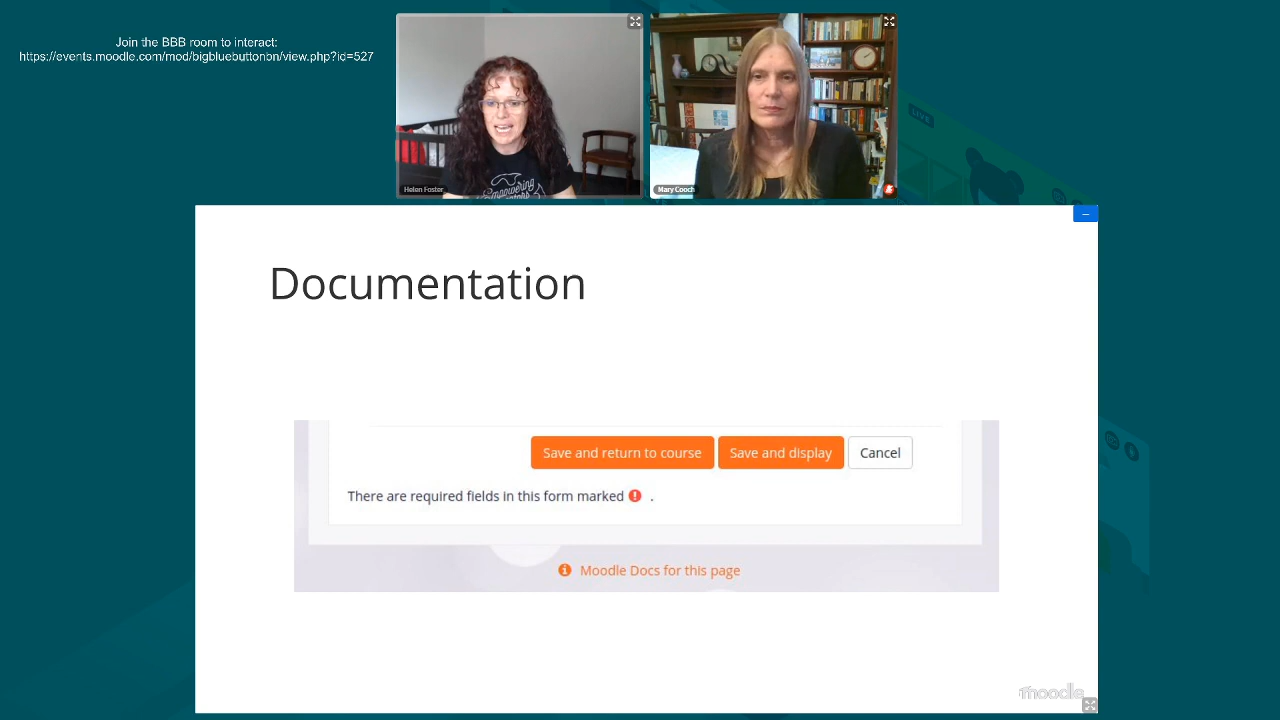 Join the BBB room to interact:
https://events.moodle.com/mod/bigbluebuttonbn/view.php?id=527
LIVE
Empowering
Helen Foster
Mary Cooch
Documentation
Save and return to course
Save and display
Cancel
There are required fields in this form marked .
Moodle Docs for this page
moodle